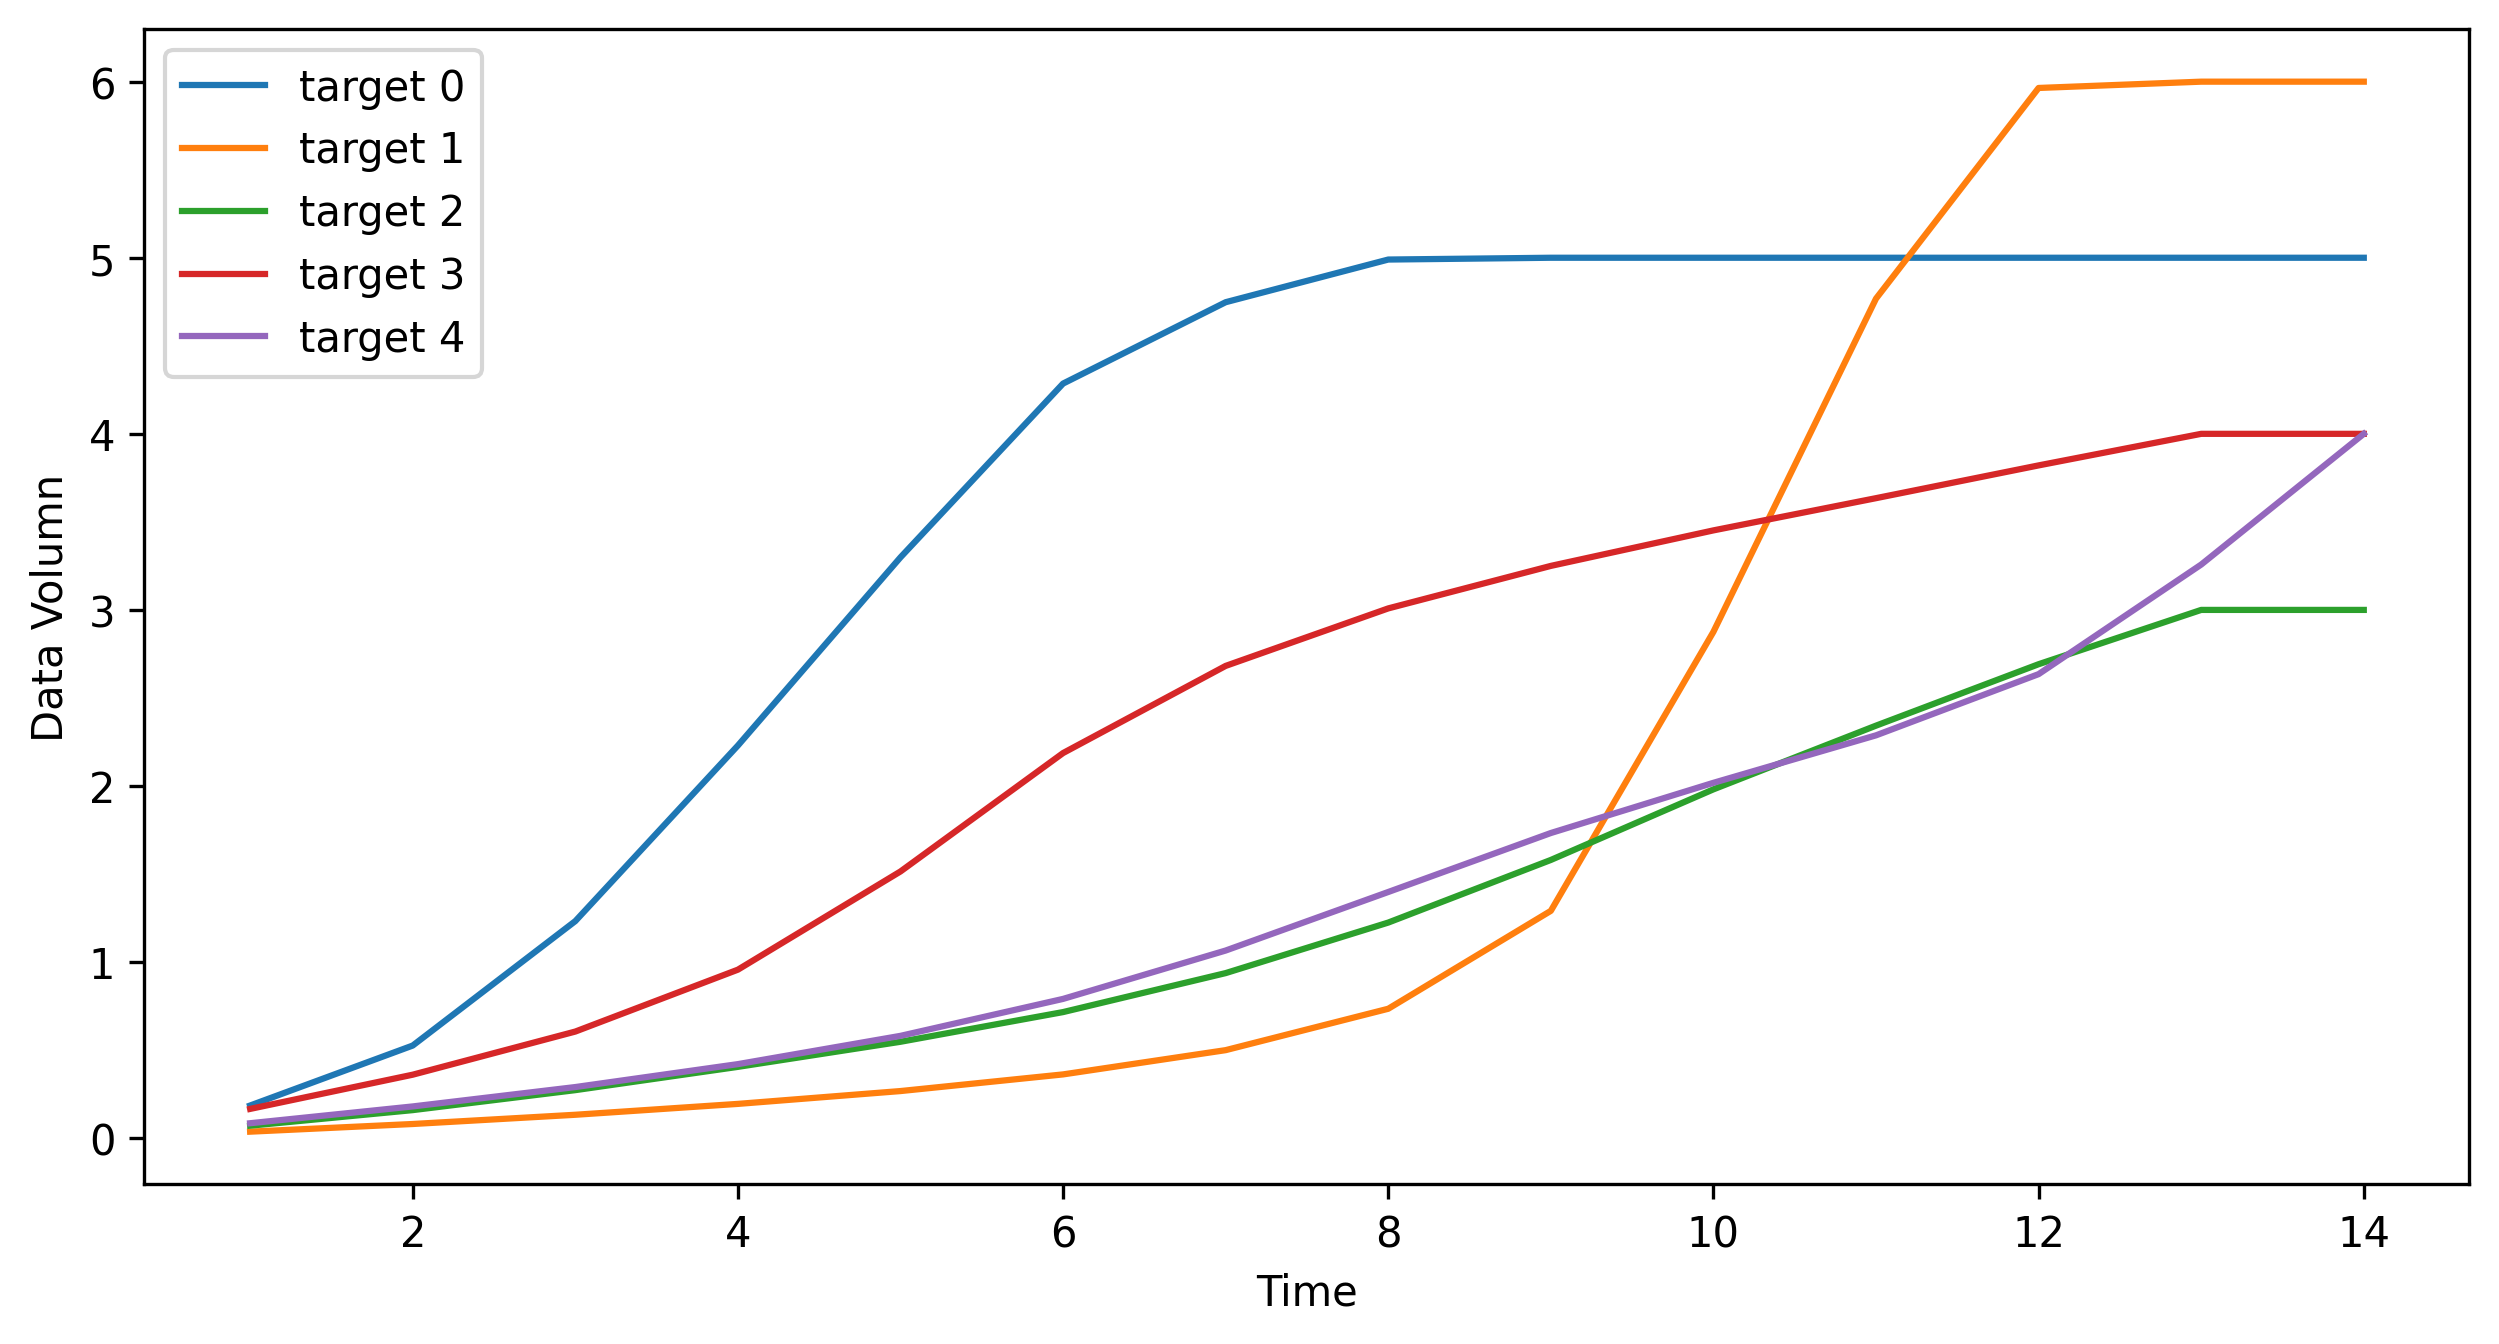 target 0
target 1
target 2
target 3
target 4
6
5
4
3
2
1
0
Data Volumn
2 4 6 8 10 12 14
Time